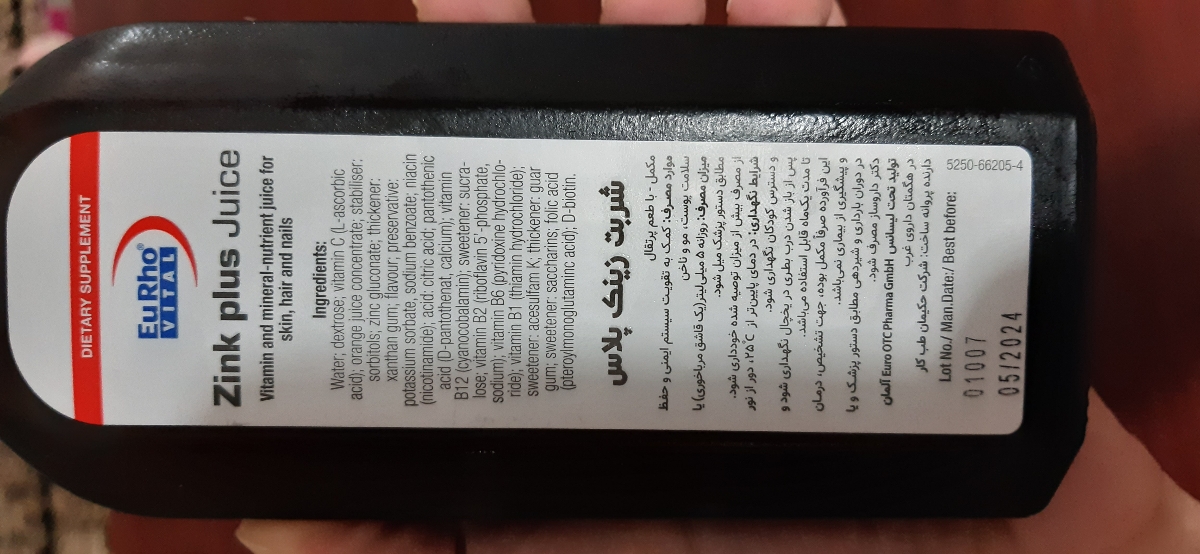 DIETARY SUPPLEMENT
EuRho®
VITAL
Zink plus Juice
Vitamin and mineral-nutrient juice for
skin, hair and nails
Ingredients:
Water; dextrose; vitamin C (L-ascorbic
acid); orange juice concentrate; stabiliser:
sorbitols; zinc gluconate; thickener:
xanthan gum; flavour; preservative:
potassium sorbate, sodium benzoate; niacin
(nicotinamide); acid: citric acid; pantothenic
acid (D-pantothenat, calcium); vitamin
B12 (cyanocobalamin); sweetener: sucra-
lose; vitamin B2 (riboflavin 5'-phosphate,
sodium); vitamin B6 (pyridoxine hydrochlo-
ride); vitamin B1 (thiamin hydrochloride);
sweetener: acesulfam K; thickener: guar
gum; sweetener: saccharins; folic acid
(pteroylmonoglutaminc acid); D-biotin.
شربت زینک پلاس
مکمل - با طعم پرتقال
موارد مصرف: کمک به تقویت سیستم ایمنی و حفظ
سلامت پوست، مو و ناخن
میزان مصرف: روزانه ۵ میلی‌لیتر (یک قاشق مرباخوری) یا
مطابق دستور پزشک میل شود.
از مصرف بیش از میزان توصیه شده خودداری شود.
شرایط نگهداری: در دمای پایین‌تر از ۲۵°C، دور از نور
و دسترس کودکان نگهداری شود.
پس از باز شدن درب بطری در یخچال نگهداری شود و
تا مدت یک‌ماه قابل استفاده می‌باشد.
این فرآورده صرفاً مکمل بوده، جهت تشخیص، درمان
و پیشگیری از بیماری نمی‌باشد.
در دوران بارداری و شیردهی مطابق دستور پزشک و یا
دکتر داروساز مصرف شود.
تولید تحت لیسانس Euro OTC Pharma GmbH آلمان
در هگمتان داروی غرب
دارنده پروانه ساخت: شرکت حکیمان طب کار
5250-66205-4
Lot No./ Man.Date:/ Best before:
01007
05/2024